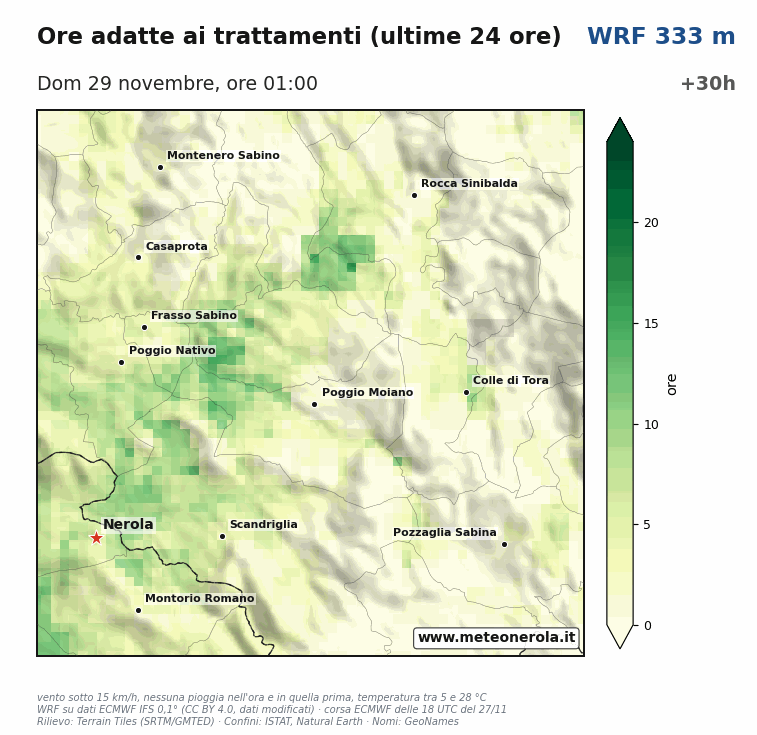 Ore adatte ai trattamenti (ultime 24 ore) WRF 333 m
Dom 29 novembre, ore 01:00 +30h
Montenero Sabino
Rocca Sinibalda
Casaprota
Frasso Sabino
Poggio Nativo
Colle di Tora
Poggio Moiano
Nerola
Scandriglia
Pozzaglia Sabina
Montorio Romano
www.meteonerola.it
20
15
10
5
0
ore
vento sotto 15 km/h, nessuna pioggia nell'ora e in quella prima, temperatura tra 5 e 28 °C
WRF su dati ECMWF IFS 0,1° (CC BY 4.0, dati modificati) · corsa ECMWF delle 18 UTC del 27/11
Rilievo: Terrain Tiles (SRTM/GMTED) · Confini: ISTAT, Natural Earth · Nomi: GeoNames